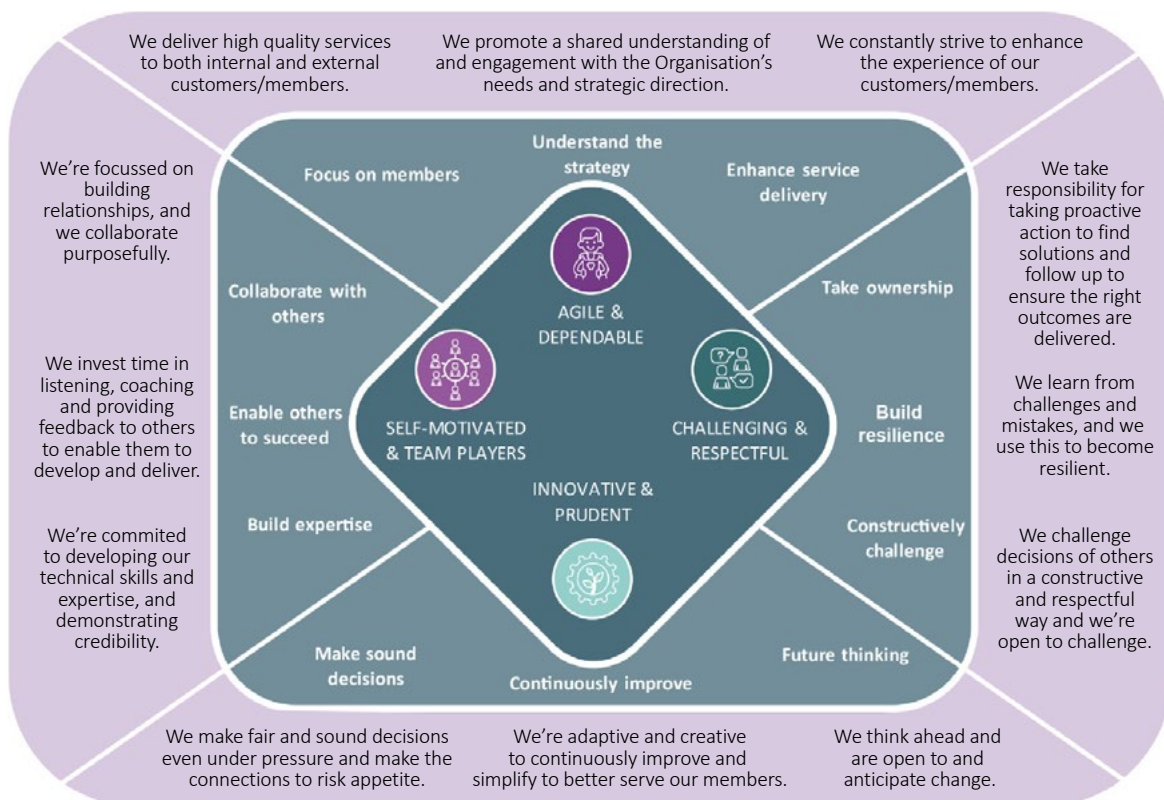 We deliver high quality services
to both internal and external
customers/members.
We promote a shared understanding of
and engagement with the Organisation's
needs and strategic direction.
We constantly strive to enhance
the experience of our
customers/members.
We're focussed on
building
relationships, and
we collaborate
purposefully.
We invest time in
listening, coaching
and providing
feedback to others
to enable them to
develop and deliver.
We're commited
to developing our
technical skills and
expertise, and
demonstrating
credibility.
Focus on members
Understand the
strategy
Enhance service
delivery
Collaborate with
others
Enable others
to succeed
Build expertise
AGILE &
DEPENDABLE
SELF-MOTIVATED
& TEAM PLAYERS
CHALLENGING &
RESPECTFUL
INNOVATIVE &
PRUDENT
?
Take ownership
Build
resilience
Constructively
challenge
Make sound
decisions
Continuously improve
Future thinking
We take
responsibility for
taking proactive
action to find
solutions and
follow up to
ensure the right
outcomes are
delivered.
We learn from
challenges and
mistakes, and we
use this to become
resilient.
We challenge
decisions of others
in a constructive
and respectful
way and we're
open to challenge.
We make fair and sound decisions
even under pressure and make the
connections to risk appetite.
We're adaptive and creative
to continuously improve and
simplify to better serve our members.
We think ahead and
are open to and
anticipate change.